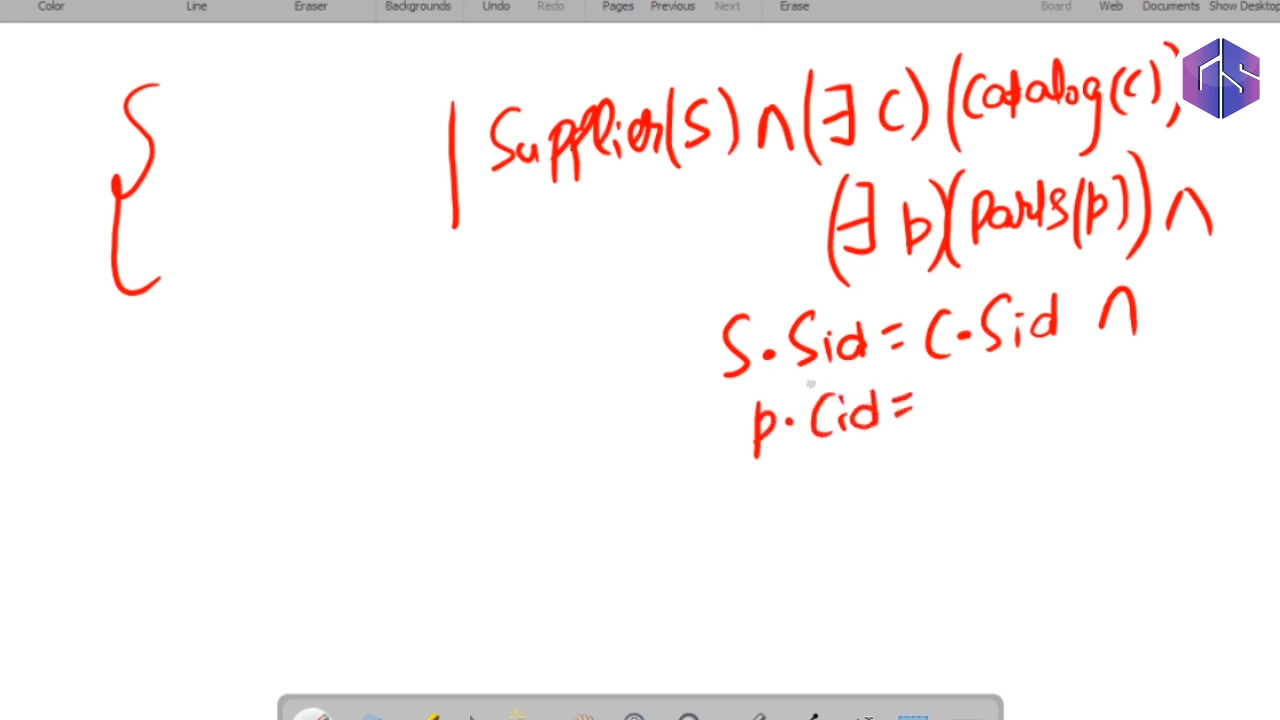 Color Line Eraser Backgrounds Undo Redo Pages Previous Next Erase Board Web Documents Show Desktop
{ | Supplier(S) ∧ (∃ C) (Catalog(C))
(∃ p)(Parts(p)) ∧
S.Sid = C.Sid ∧
p.Cid =